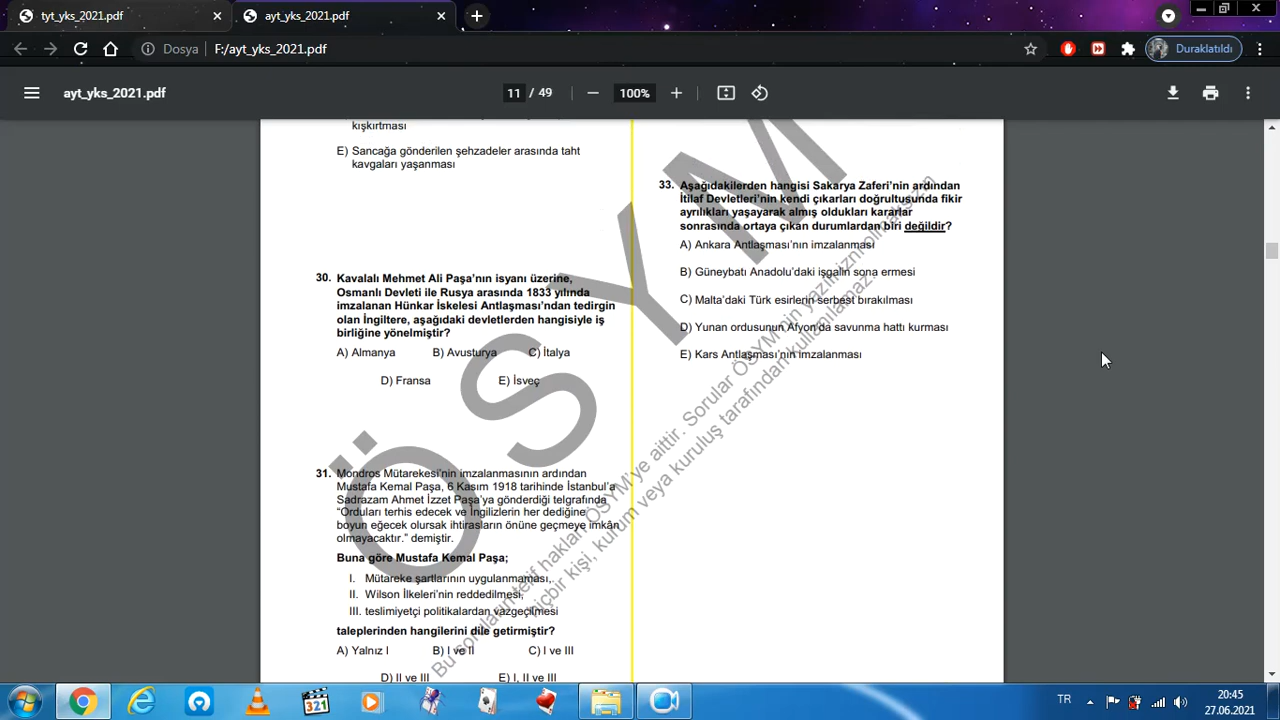 tyt_yks_2021.pdf
ayt_yks_2021.pdf
Dosya F:/ayt_yks_2021.pdf
Duraklatıldı
ayt_yks_2021.pdf
11 / 49
100%
kışkırtması
E) Sancağa gönderilen şehzadeler arasında taht
kavgaları yaşanması
30. Kavalalı Mehmet Ali Paşa’nın isyanı üzerine,
Osmanlı Devleti ile Rusya arasında 1833 yılında
imzalanan Hünkar İskelesi Antlaşması’ndan tedirgin
olan İngiltere, aşağıdaki devletlerden hangisiyle iş
birliğine yönelmiştir?
A) Almanya B) Avusturya C) İtalya
D) Fransa E) İsveç
31. Mondros Mütarekesi’nin imzalanmasının ardından
Mustafa Kemal Paşa, 6 Kasım 1918 tarihinde İstanbul’a
Sadrazam Ahmet İzzet Paşa’ya gönderdiği telgrafında
“Orduları terhis edecek ve İngilizlerin her dediğine
boyun eğecek olursak ihtirasların önüne geçmeye imkân
olmayacaktır.” demiştir.
Buna göre Mustafa Kemal Paşa;
I. Mütareke şartlarının uygulanmaması,
II. Wilson İlkeleri’nin reddedilmesi,
III. teslimiyetçi politikalardan vazgeçilmesi
taleplerinden hangilerini dile getirmiştir?
A) Yalnız I B) I ve II C) I ve III
D) II ve III E) I, II ve III
33. Aşağıdakilerden hangisi Sakarya Zaferi’nin ardından
İtilaf Devletleri’nin kendi çıkarları doğrultusunda fikir
ayrılıkları yaşayarak almış oldukları kararlar
sonrasında ortaya çıkan durumlardan biri değildir?
A) Ankara Antlaşması’nın imzalanması
B) Güneybatı Anadolu’daki işgalin sona ermesi
C) Malta’daki Türk esirlerin serbest bırakılması
D) Yunan ordusunun Afyon’da savunma hattı kurması
E) Kars Antlaşması’nın imzalanması
ÖSYM
Bu soruların telif hakları ÖSYM’ye aittir. Sorular ÖSYM’nin yazılı izni olmaksızın
hiçbir kişi, kurum veya kuruluş tarafından kullanılamaz.
321
TR
20:45
27.06.2021